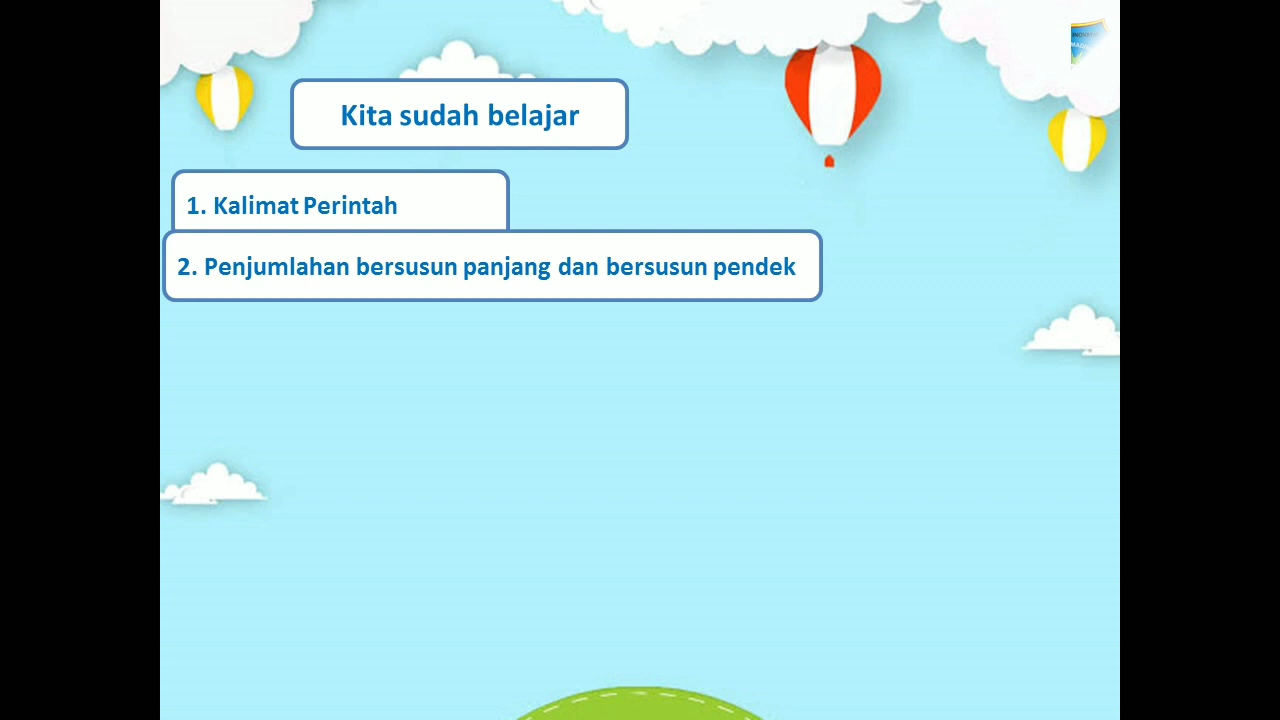 Kita sudah belajar
1. Kalimat Perintah
2. Penjumlahan bersusun panjang dan bersusun pendek